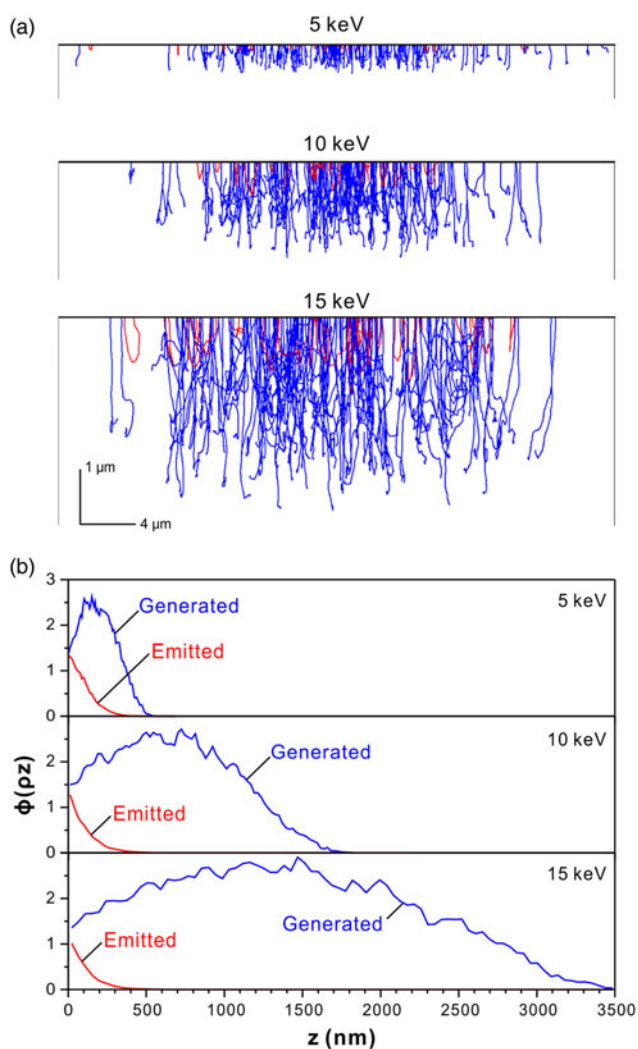 (a)
5 keV
10 keV
15 keV
1 μm
4 μm
(b)
3
Generated
5 keV
2
Emitted
1
0
10 keV
2
Generated
1
Emitted
0
15 keV
2
Generated
1
Emitted
0
0 500 1000 1500 2000 2500 3000 3500
z (nm)
ϕ(ρz)